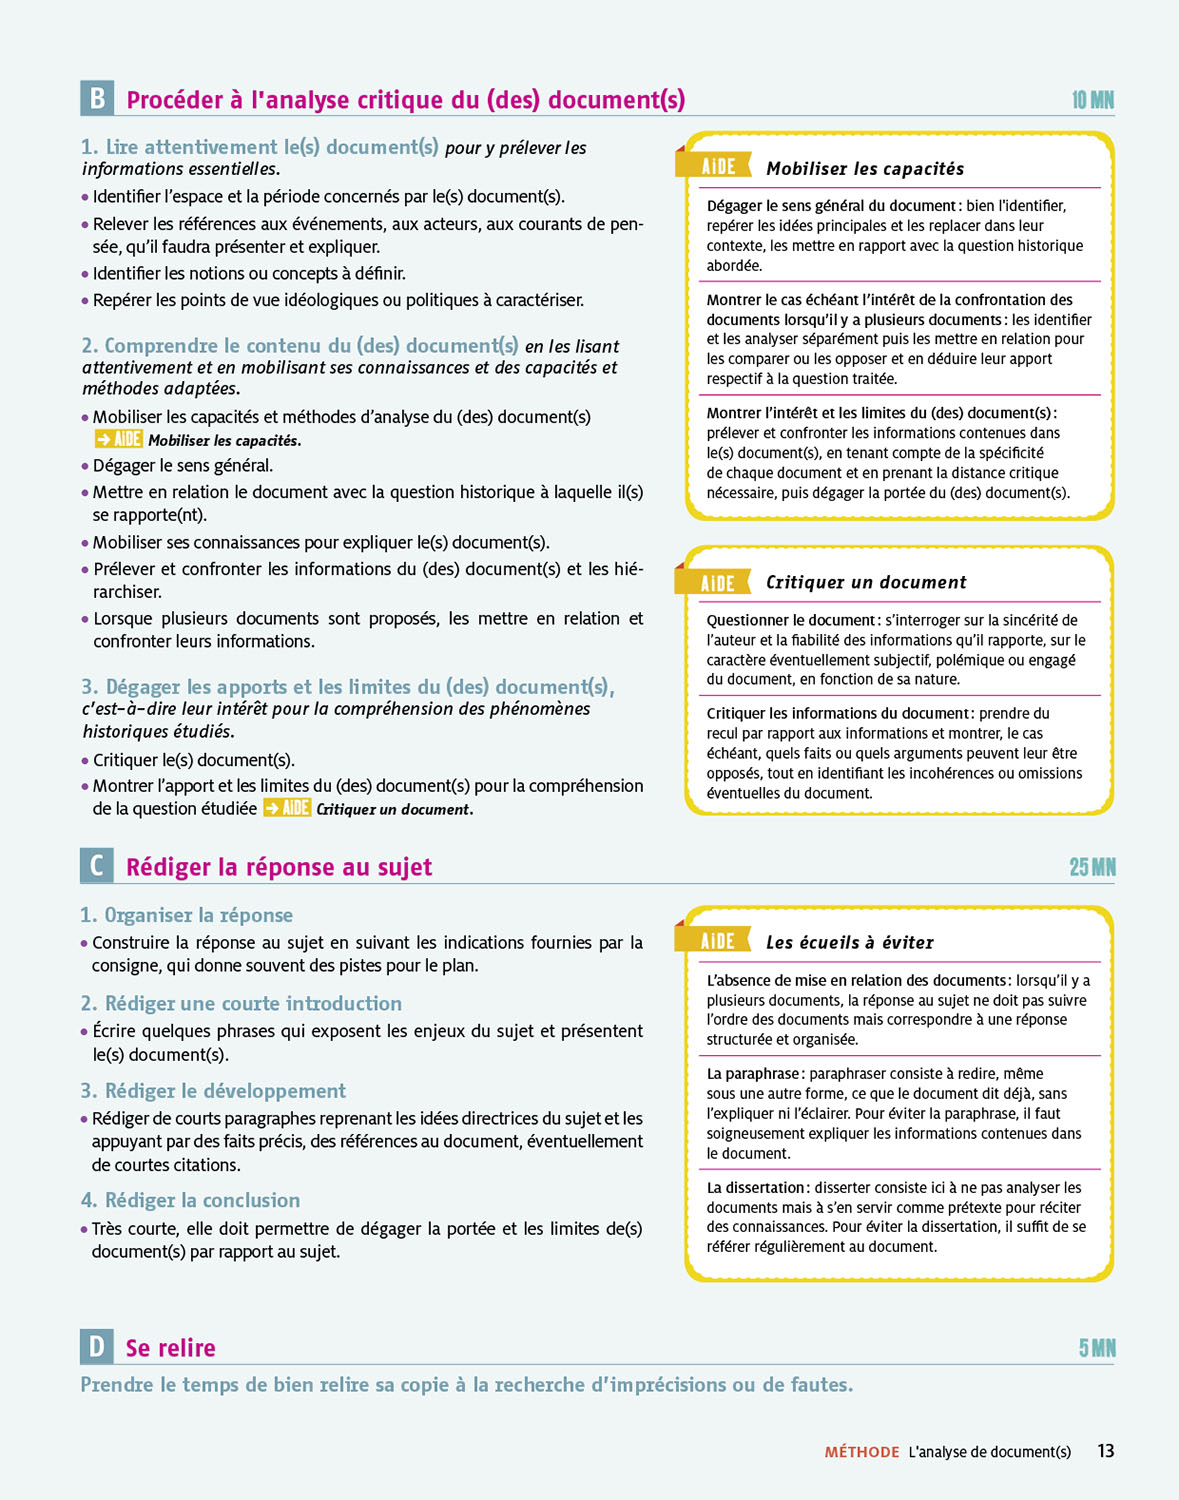 B Procéder à l'analyse critique du (des) document(s) 10 MN
1. Lire attentivement le(s) document(s) pour y prélever les
informations essentielles.
• Identifier l'espace et la période concernés par le(s) document(s).
• Relever les références aux événements, aux acteurs, aux courants de pen-
sée, qu'il faudra présenter et expliquer.
• Identifier les notions ou concepts à définir.
• Repérer les points de vue idéologiques ou politiques à caractériser.
2. Comprendre le contenu du (des) document(s) en les lisant
attentivement et en mobilisant ses connaissances et des capacités et
méthodes adaptées.
• Mobiliser les capacités et méthodes d'analyse du (des) document(s)
→ AIDE Mobiliser les capacités.
• Dégager le sens général.
• Mettre en relation le document avec la question historique à laquelle il(s)
se rapporte(nt).
• Mobiliser ses connaissances pour expliquer le(s) document(s).
• Prélever et confronter les informations du (des) document(s) et les hié-
rarchiser.
• Lorsque plusieurs documents sont proposés, les mettre en relation et
confronter leurs informations.
3. Dégager les apports et les limites du (des) document(s),
c'est-à-dire leur intérêt pour la compréhension des phénomènes
historiques étudiés.
• Critiquer le(s) document(s).
• Montrer l'apport et les limites du (des) document(s) pour la compréhension
de la question étudiée → AIDE Critiquer un document.
AIDE Mobiliser les capacités
Dégager le sens général du document : bien l'identifier,
repérer les idées principales et les replacer dans leur
contexte, les mettre en rapport avec la question historique
abordée.
Montrer le cas échéant l'intérêt de la confrontation des
documents lorsqu'il y a plusieurs documents : les identifier
et les analyser séparément puis les mettre en relation pour
les comparer ou les opposer et en déduire leur apport
respectif à la question traitée.
Montrer l'intérêt et les limites du (des) document(s) :
prélever et confronter les informations contenues dans
le(s) document(s), en tenant compte de la spécificité
de chaque document et en prenant la distance critique
nécessaire, puis dégager la portée du (des) document(s).
AIDE Critiquer un document
Questionner le document : s'interroger sur la sincérité de
l'auteur et la fiabilité des informations qu'il rapporte, sur le
caractère éventuellement subjectif, polémique ou engagé
du document, en fonction de sa nature.
Critiquer les informations du document : prendre du
recul par rapport aux informations et montrer, le cas
échéant, quels faits ou quels arguments peuvent leur être
opposés, tout en identifiant les incohérences ou omissions
éventuelles du document.
C Rédiger la réponse au sujet 25 MN
1. Organiser la réponse
• Construire la réponse au sujet en suivant les indications fournies par la
consigne, qui donne souvent des pistes pour le plan.
2. Rédiger une courte introduction
• Écrire quelques phrases qui exposent les enjeux du sujet et présentent
le(s) document(s).
3. Rédiger le développement
• Rédiger de courts paragraphes reprenant les idées directrices du sujet et les
appuyant par des faits précis, des références au document, éventuellement
de courtes citations.
4. Rédiger la conclusion
• Très courte, elle doit permettre de dégager la portée et les limites de(s)
document(s) par rapport au sujet.
AIDE Les écueils à éviter
L'absence de mise en relation des documents : lorsqu'il y a
plusieurs documents, la réponse au sujet ne doit pas suivre
l'ordre des documents mais correspondre à une réponse
structurée et organisée.
La paraphrase : paraphraser consiste à redire, même
sous une autre forme, ce que le document dit déjà, sans
l'expliquer ni l'éclairer. Pour éviter la paraphrase, il faut
soigneusement expliquer les informations contenues dans
le document.
La dissertation : disserter consiste ici à ne pas analyser les
documents mais à s'en servir comme prétexte pour réciter
des connaissances. Pour éviter la dissertation, il suffit de se
référer régulièrement au document.
D Se relire 5 MN
Prendre le temps de bien relire sa copie à la recherche d'imprécisions ou de fautes.
MÉTHODE L'analyse de document(s) 13